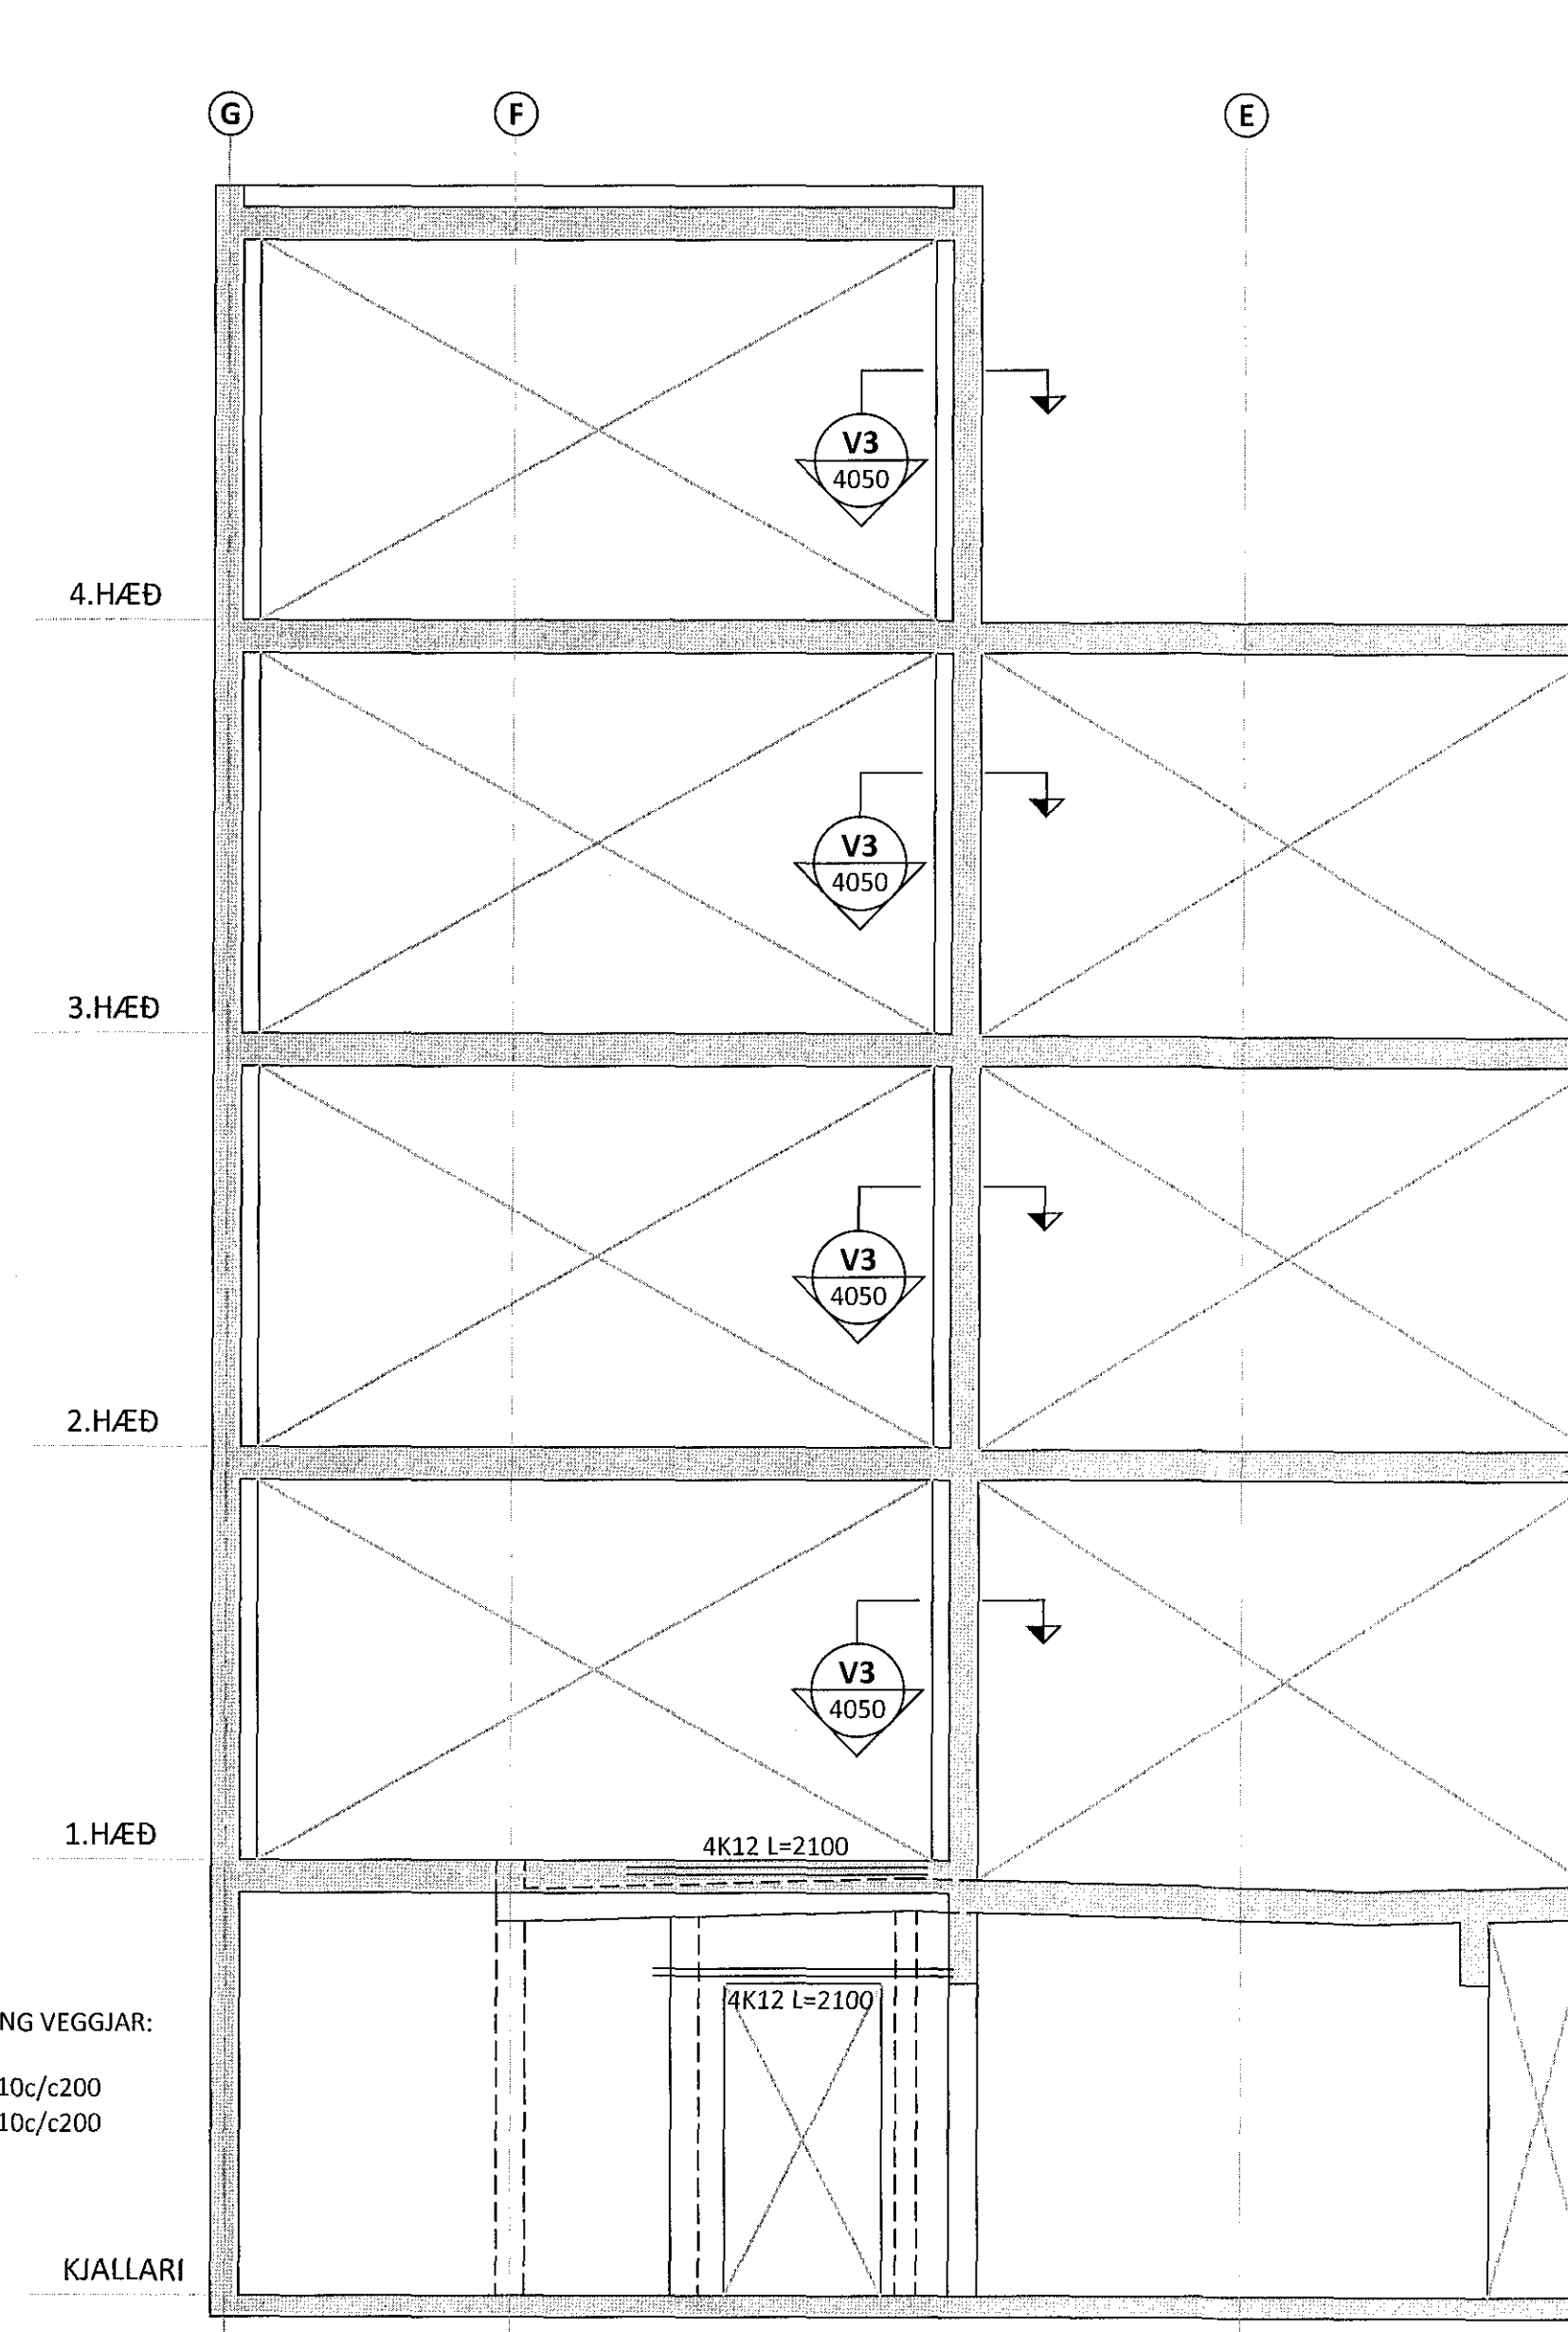 G
F
E
V3
4050
4.HÆÐ
V3
4050
3.HÆÐ
V3
4050
2.HÆÐ
V3
4050
1.HÆÐ
4K12 L=2100
4K12 L=2100
NG VEGGJAR:
10c/c200
10c/c200
KJALLARI